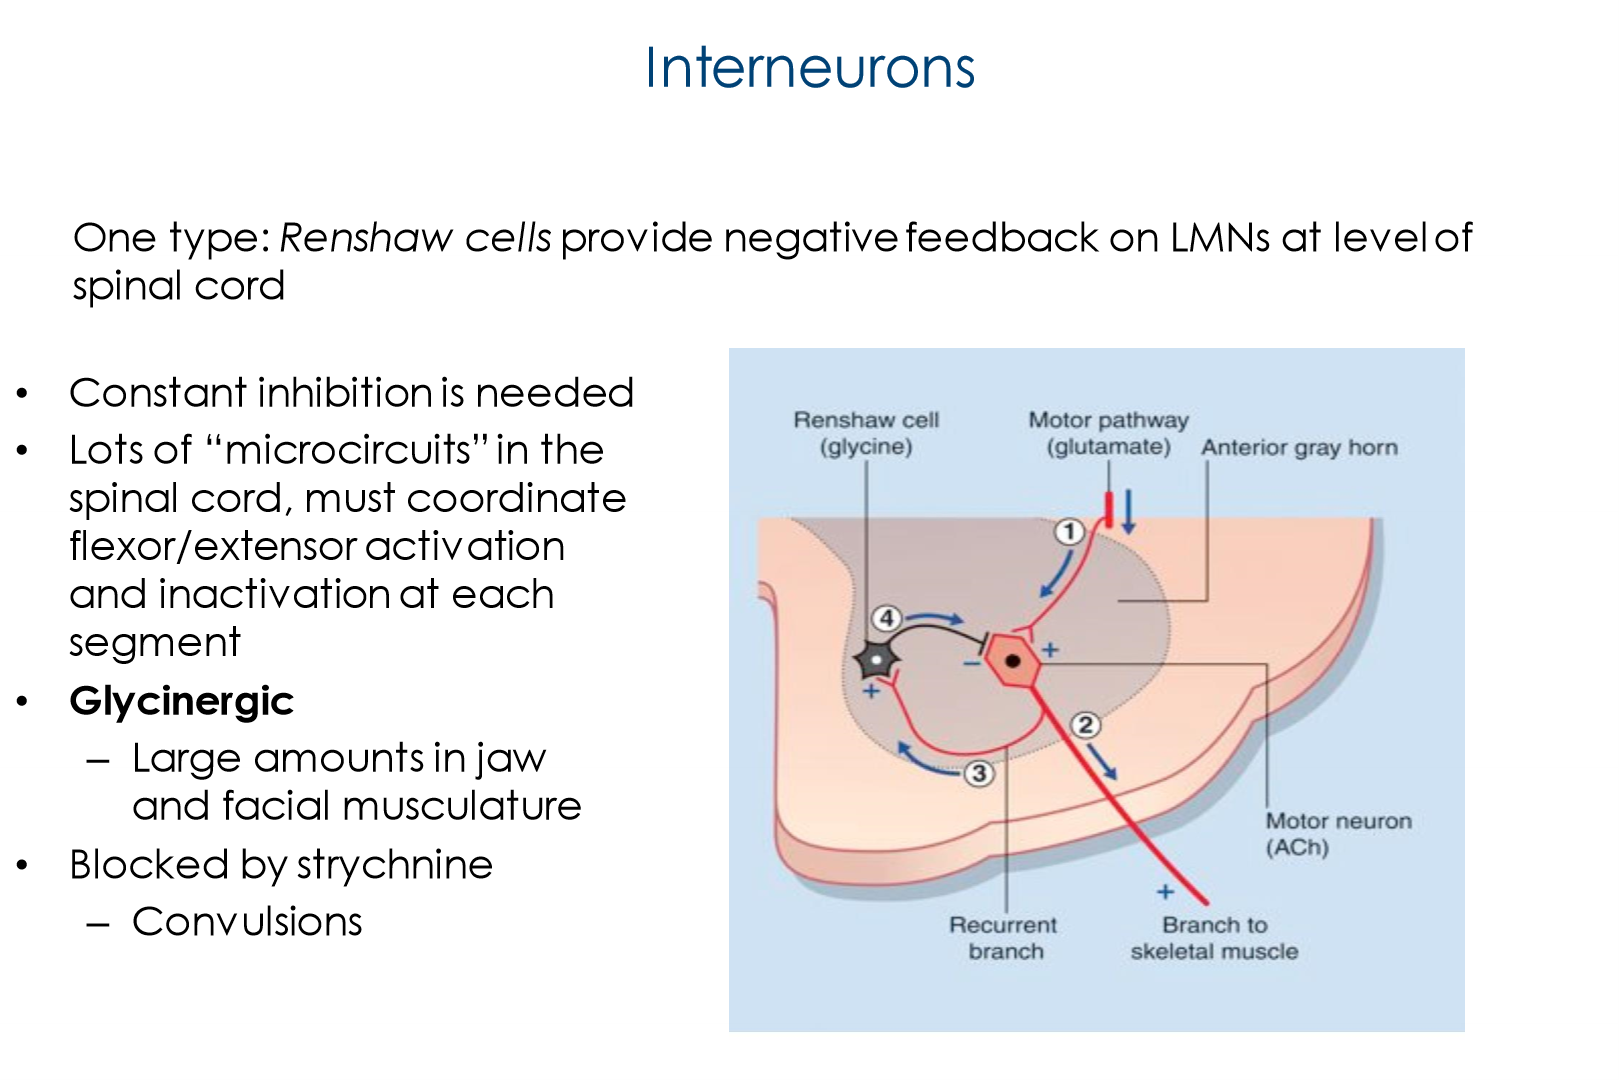 Interneurons
One type: Renshaw cells provide negative feedback on LMNs at level of
spinal cord
• Constant inhibition is needed
• Lots of “microcircuits” in the
spinal cord, must coordinate
flexor/extensor activation
and inactivation at each
segment
• Glycinergic
– Large amounts in jaw
and facial musculature
• Blocked by strychnine
– Convulsions
Renshaw cell
(glycine)
Motor pathway
(glutamate)
Anterior gray horn
1
4
+
−
+
2
3
Motor neuron
(ACh)
+
Recurrent
branch
Branch to
skeletal muscle